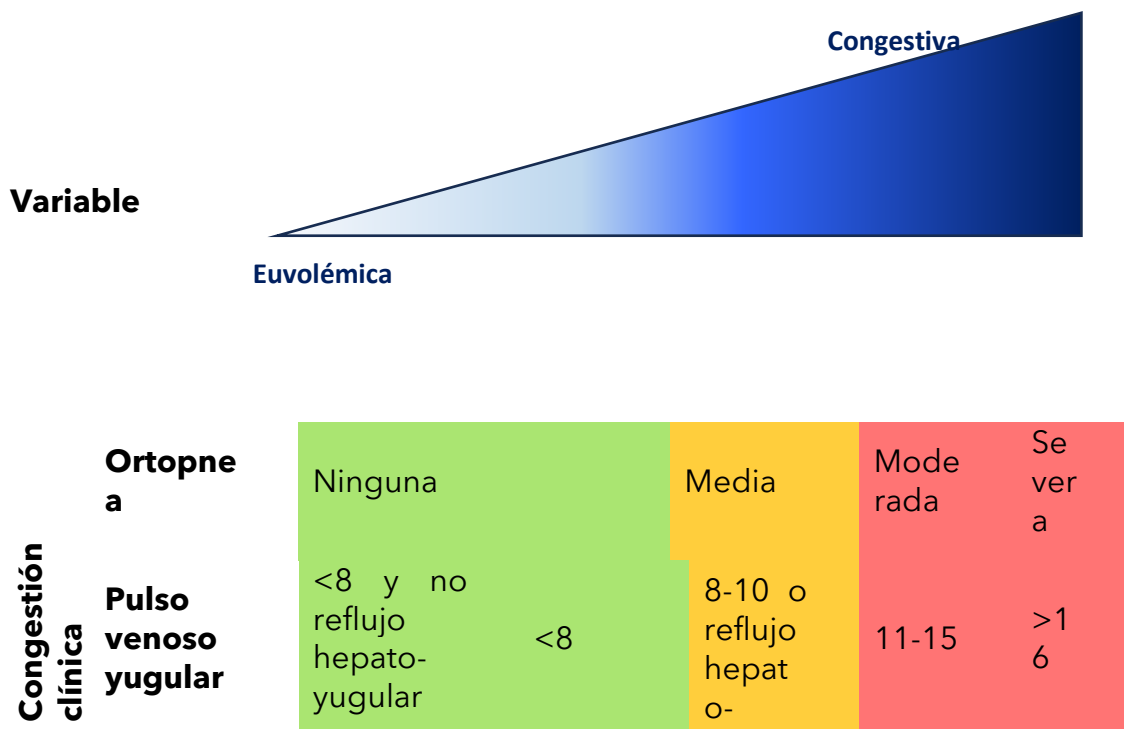 Congestiva
Variable
Euvolémica
Ortopne
a
Ninguna
Media
Mode
rada
Se
ver
a
Congestión
clínica
Pulso
venoso
yugular
<8 y no
reflujo
hepato-
yugular
<8
8-10 o
reflujo
hepat
o-
11-15
>1
6